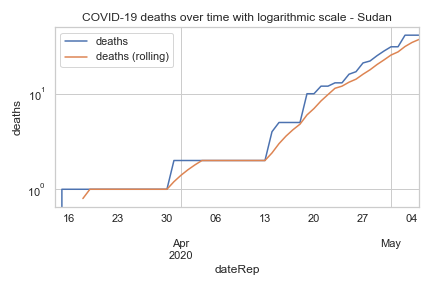 COVID-19 deaths over time with logarithmic scale - Sudan
deaths
deaths (rolling)
deaths
10¹
10⁰
16 23 30 06 13 20 27 04
Apr May
2020
dateRep